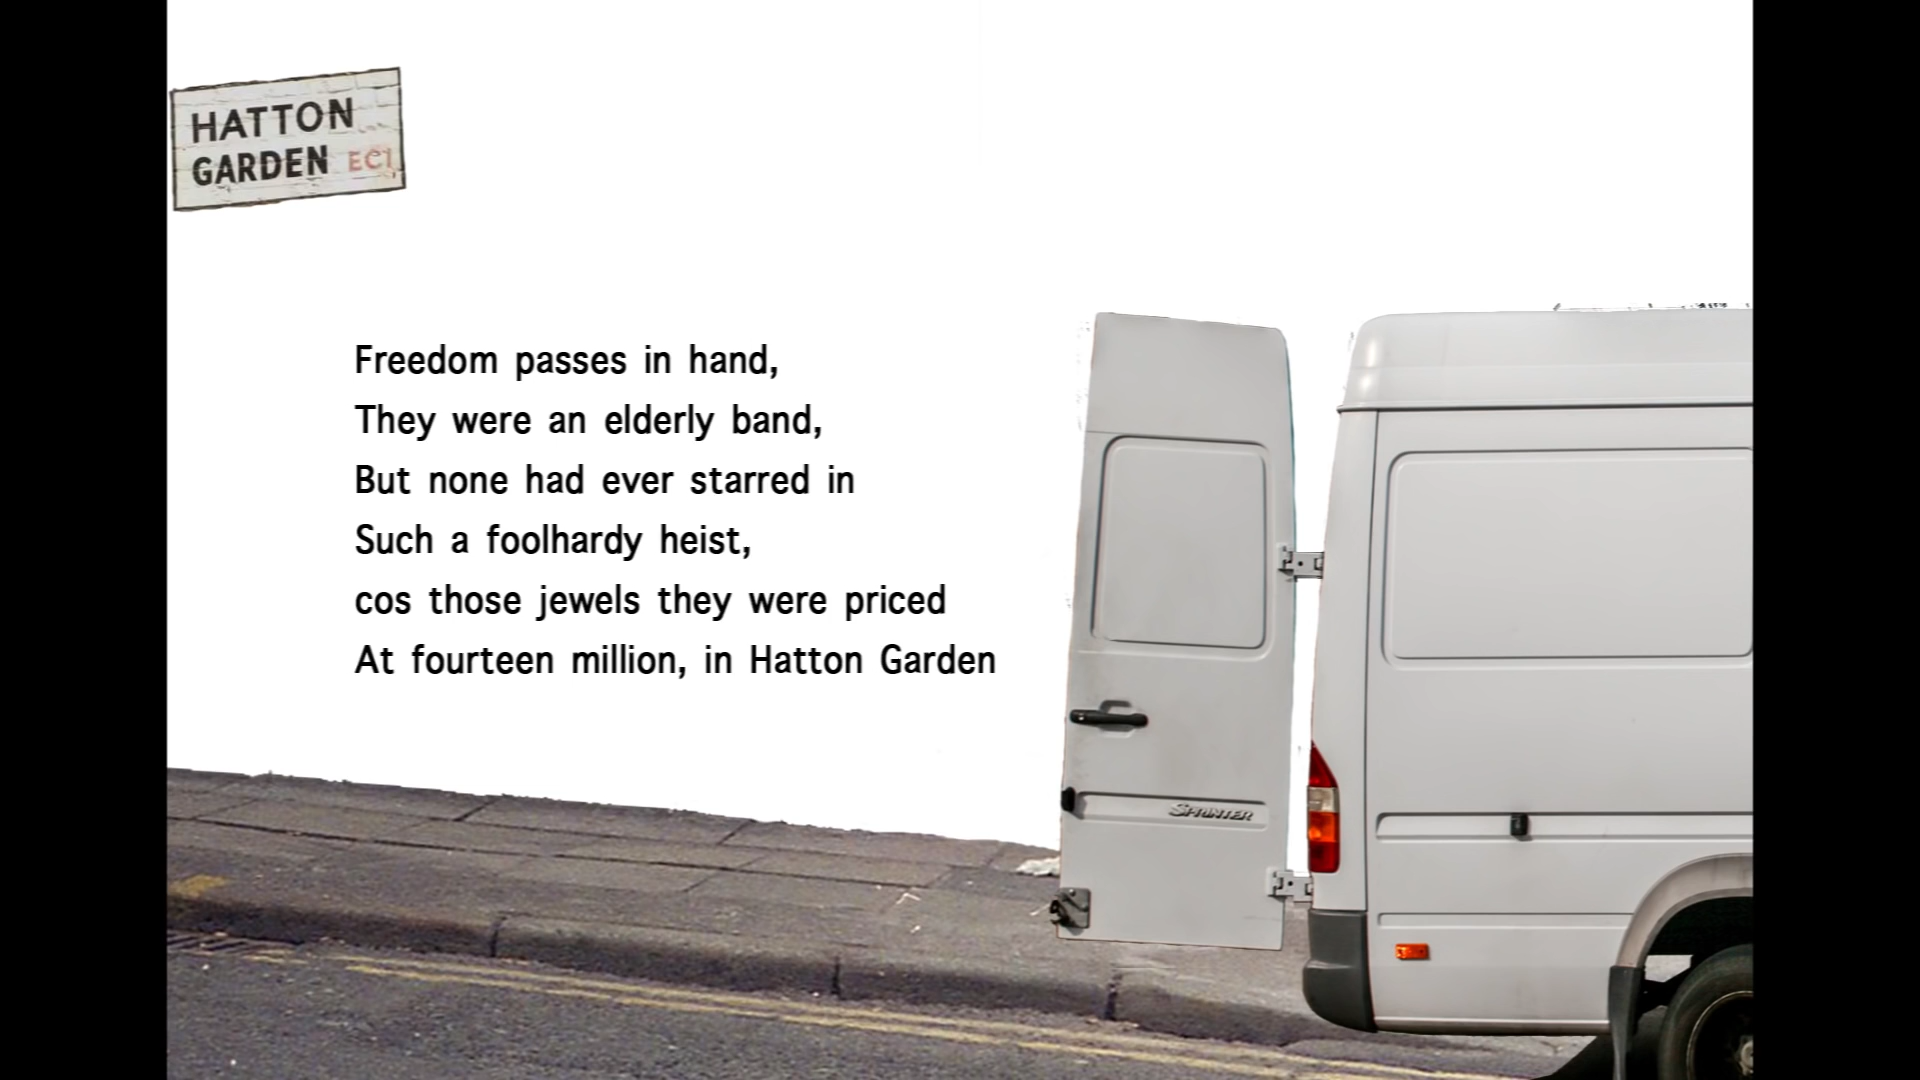 HATTON
GARDEN EC1
Freedom passes in hand,
They were an elderly band,
But none had ever starred in
Such a foolhardy heist,
cos those jewels they were priced
At fourteen million, in Hatton Garden
SPRINTER